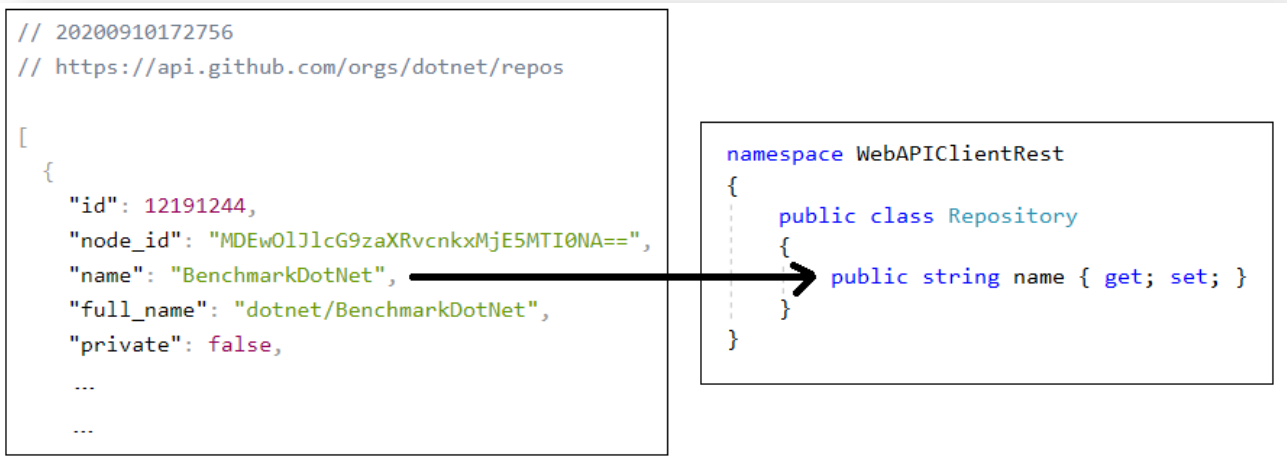 // 20200910172756
// https://api.github.com/orgs/dotnet/repos
[
{
"id": 12191244,
"node_id": "MDEwOlJlcG9zaXRvcnkxMjE5MTI0NA==",
"name": "BenchmarkDotNet",
"full_name": "dotnet/BenchmarkDotNet",
"private": false,
...
...
namespace WebAPIClientRest
{
public class Repository
{
public string name { get; set; }
}
}